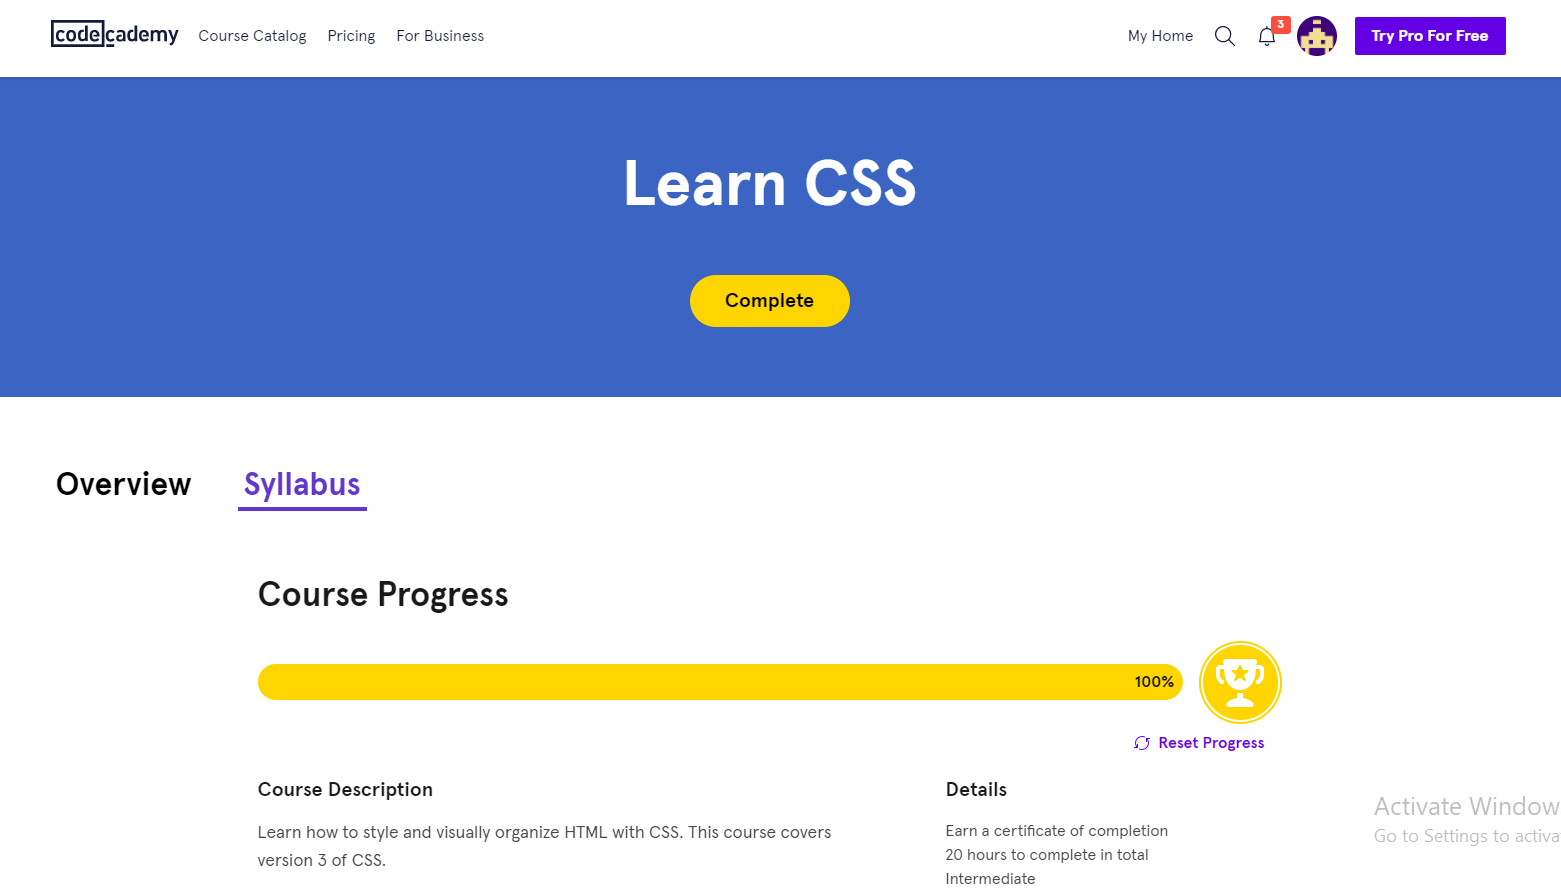 codecademy Course Catalog Pricing For Business My Home 3 Try Pro For Free
Learn CSS
Complete
Overview Syllabus
Course Progress
100%
Reset Progress
Course Description
Learn how to style and visually organize HTML with CSS. This course covers
version 3 of CSS.
Details
Earn a certificate of completion
20 hours to complete in total
Intermediate
Activate Window
Go to Settings to activa